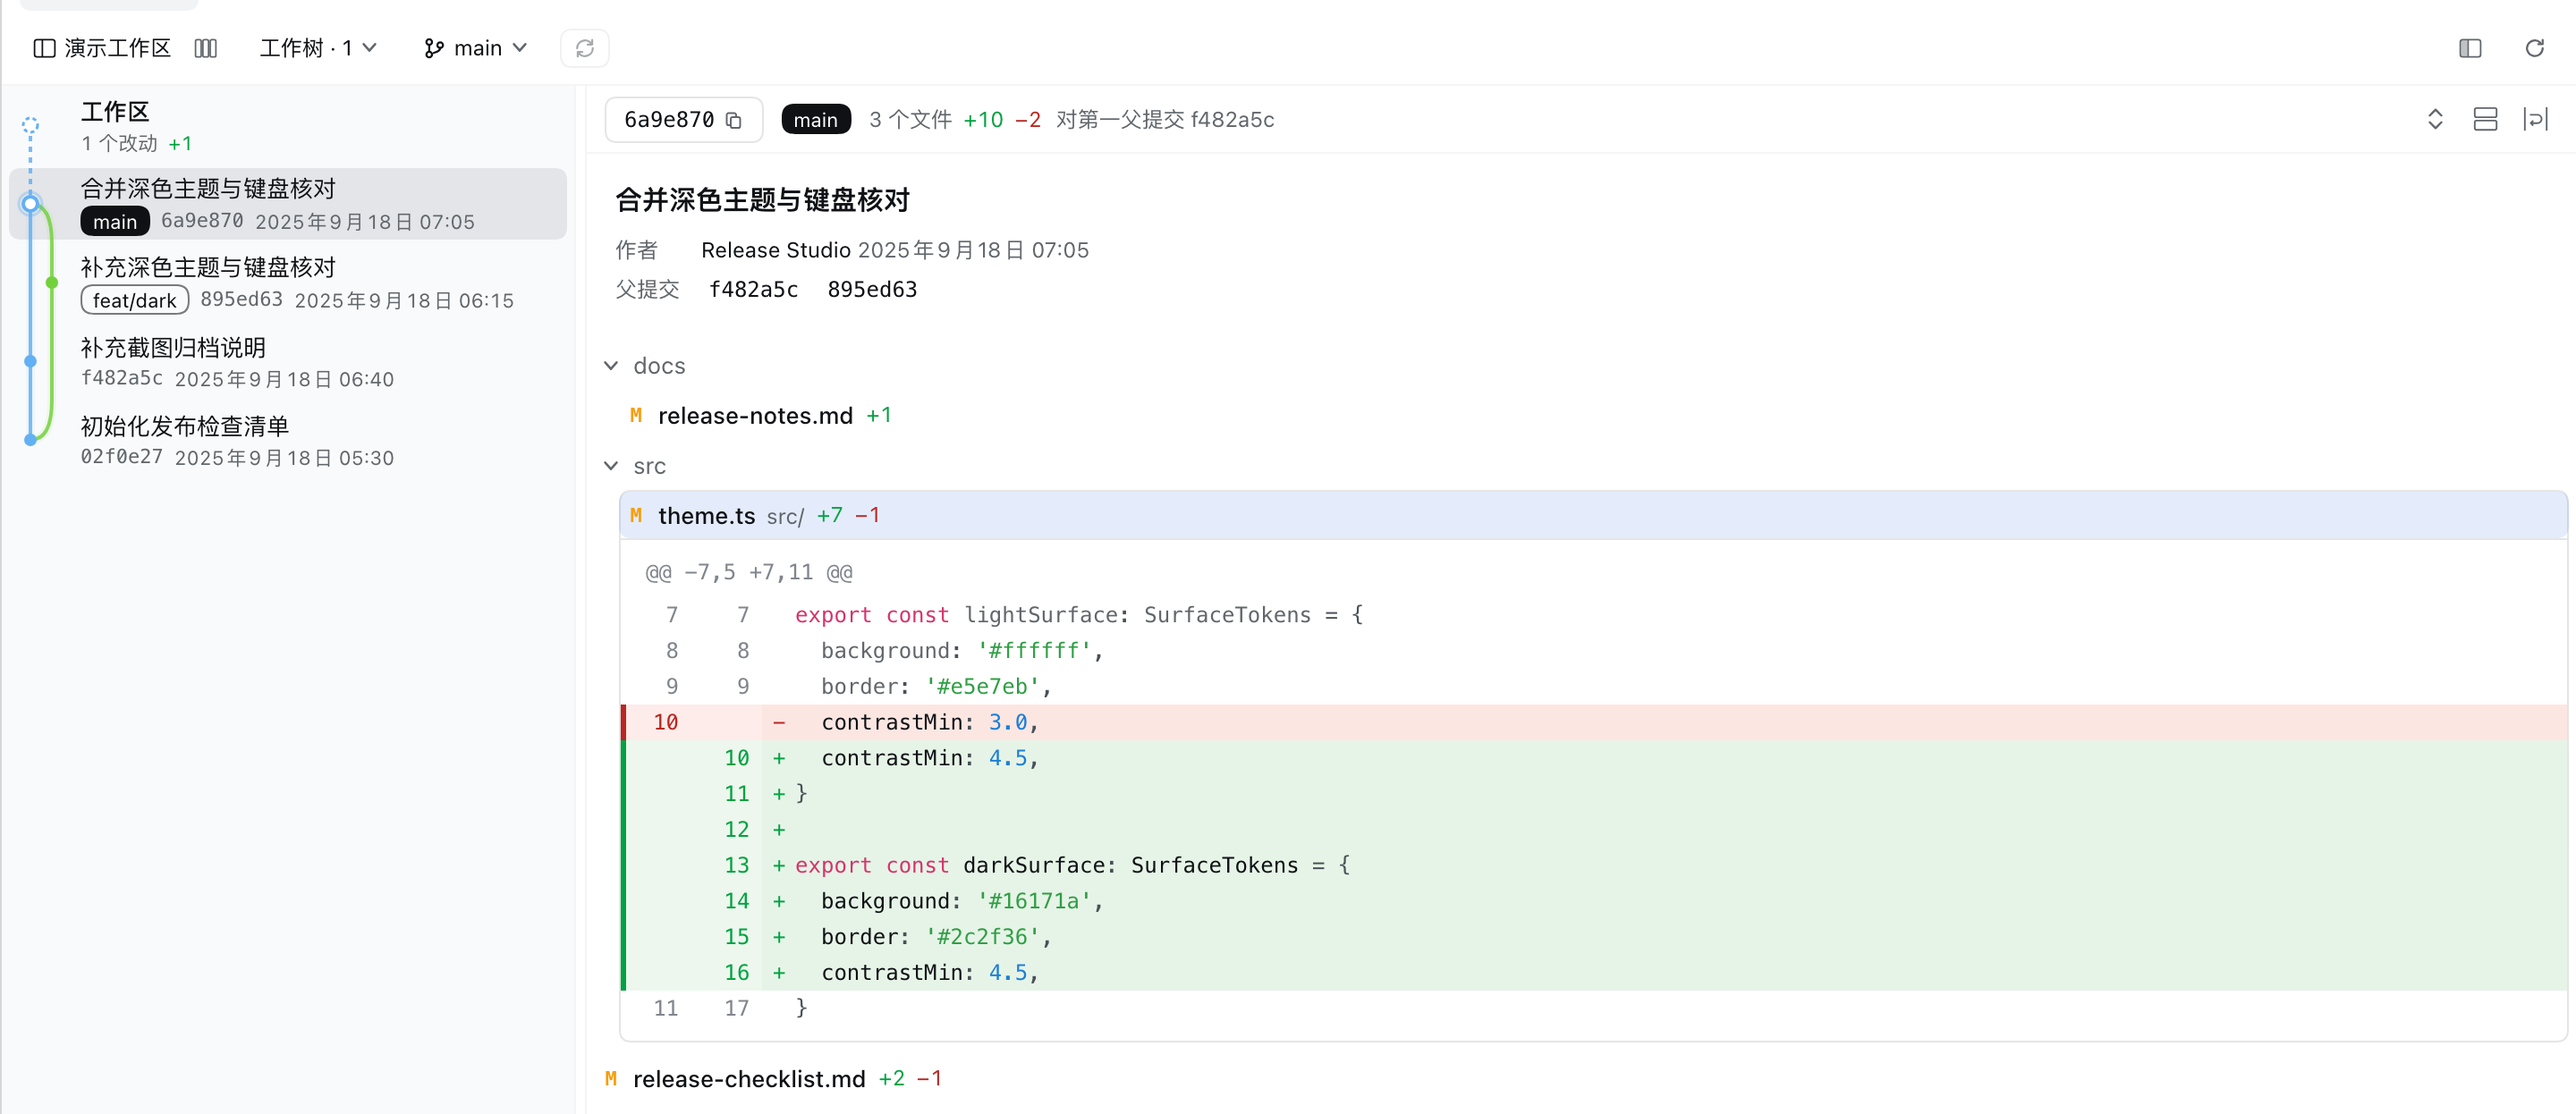 演示工作区 工作树 · 1 main
工作区
1 个改动 +1
合并深色主题与键盘核对
main 6a9e870 2025年9月18日 07:05
补充深色主题与键盘核对
feat/dark 895ed63 2025年9月18日 06:15
补充截图归档说明
f482a5c 2025年9月18日 06:40
初始化发布检查清单
02f0e27 2025年9月18日 05:30
6a9e870 main 3 个文件 +10 −2 对第一父提交 f482a5c
合并深色主题与键盘核对
作者 Release Studio 2025年9月18日 07:05
父提交 f482a5c 895ed63
docs
M release-notes.md +1
src
M theme.ts src/ +7 −1
@@ −7,5 +7,11 @@
7 7 export const lightSurface: SurfaceTokens = {
8 8 background: '#ffffff',
9 9 border: '#e5e7eb',
10 − contrastMin: 3.0,
10 + contrastMin: 4.5,
11 + }
12 +
13 + export const darkSurface: SurfaceTokens = {
14 + background: '#16171a',
15 + border: '#2c2f36',
16 + contrastMin: 4.5,
11 17 }
M release-checklist.md +2 −1